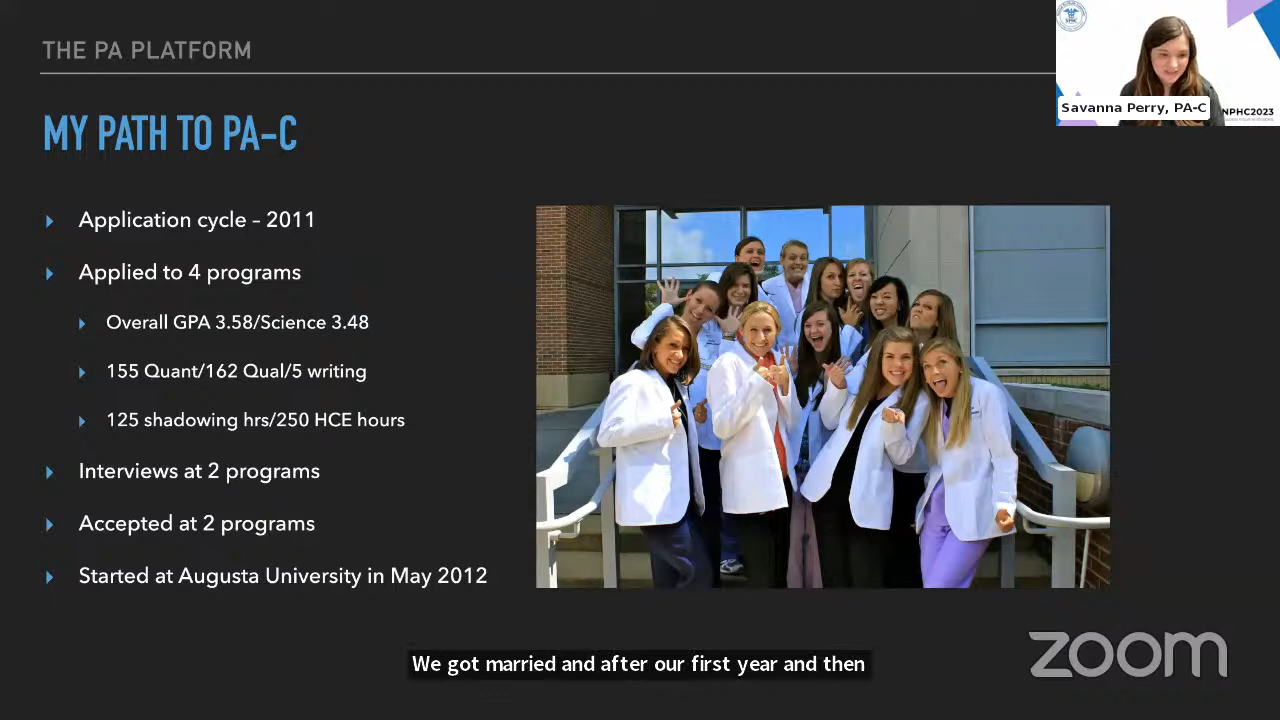 THE PA PLATFORM
MY PATH TO PA-C
Application cycle – 2011
Applied to 4 programs
Overall GPA 3.58/Science 3.48
155 Quant/162 Qual/5 writing
125 shadowing hrs/250 HCE hours
Interviews at 2 programs
Accepted at 2 programs
Started at Augusta University in May 2012
Savanna Perry, PA-C
NPHC2023
We got married and after our first year and then
zoom